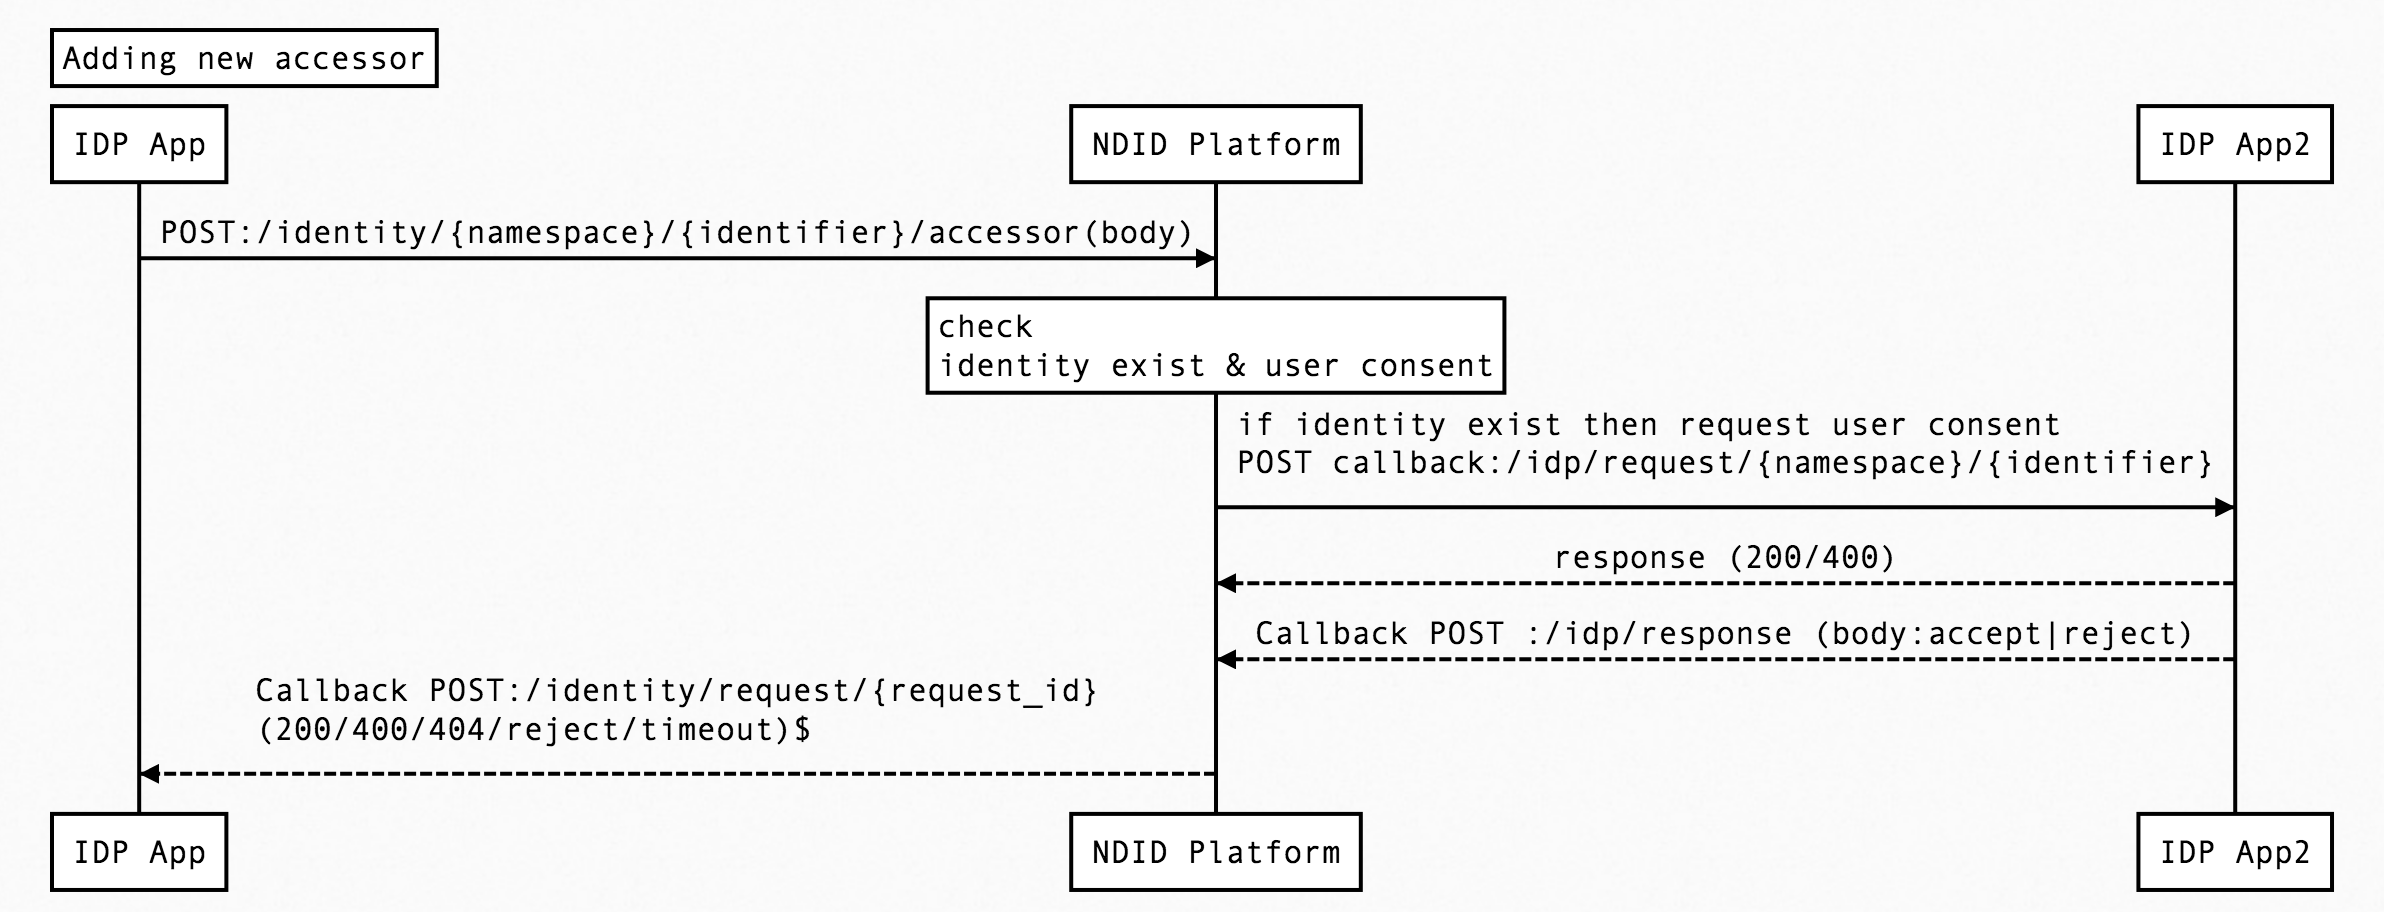 Adding new accessor
IDP App
NDID Platform
IDP App2
POST:/identity/{namespace}/{identifier}/accessor(body)
check
identity exist & user consent
if identity exist then request user consent
POST callback:/idp/request/{namespace}/{identifier}
response (200/400)
Callback POST :/idp/response (body:accept|reject)
Callback POST:/identity/request/{request_id}
(200/400/404/reject/timeout)$
IDP App
NDID Platform
IDP App2